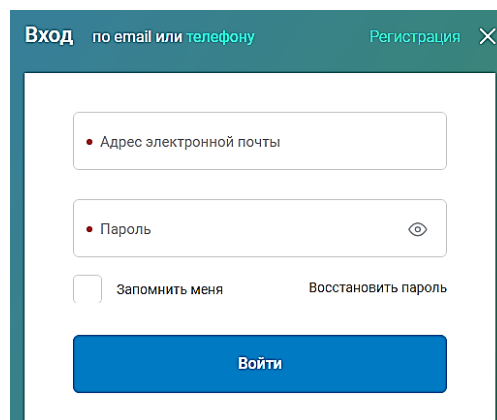 Вход по email или телефону Регистрация
Адрес электронной почты
Пароль
Запомнить меня Восстановить пароль
Войти